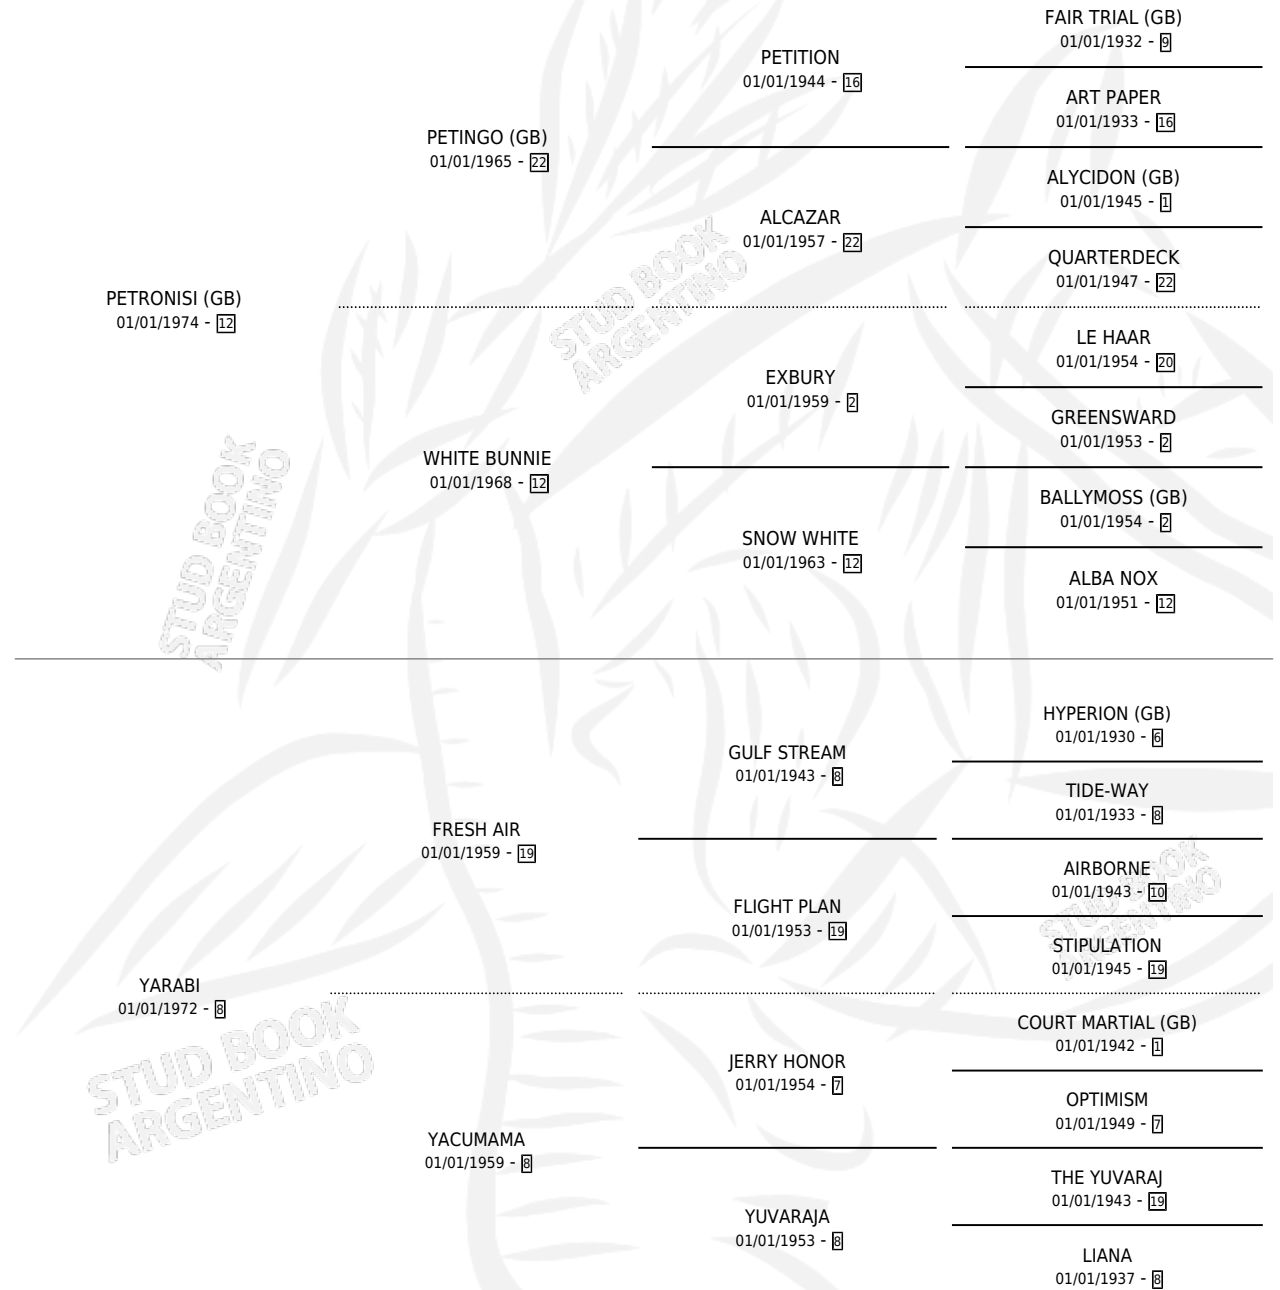 FAIR TRIAL (GB)
01/01/1932 - 9
PETITION
01/01/1944 - 16
ART PAPER
01/01/1933 - 16
PETINGO (GB)
01/01/1965 - 22
ALYCIDON (GB)
01/01/1945 - 1
ALCAZAR
01/01/1957 - 22
QUARTERDECK
01/01/1947 - 22
PETRONISI (GB)
01/01/1974 - 12
STUD BOOK
ARGENTINO
LE HAAR
01/01/1954 - 20
EXBURY
01/01/1959 - 2
GREENSWARD
01/01/1953 - 2
WHITE BUNNIE
01/01/1968 - 12
BALLYMOSS (GB)
01/01/1954 - 2
SNOW WHITE
01/01/1963 - 12
ALBA NOX
01/01/1951 - 12
STUD BOOK
ARGENTINO
HYPERION (GB)
01/01/1930 - 6
GULF STREAM
01/01/1943 - 8
TIDE-WAY
01/01/1933 - 8
FRESH AIR
01/01/1959 - 19
AIRBORNE
01/01/1943 - 10
FLIGHT PLAN
01/01/1953 - 19
STIPULATION
01/01/1945 - 19
STUD BOOK
ARGENTINO
YARABI
01/01/1972 - 8
COURT MARTIAL (GB)
01/01/1942 - 1
JERRY HONOR
01/01/1954 - 7
OPTIMISM
01/01/1949 - 7
STUD BOOK
ARGENTINO
YACUMAMA
01/01/1959 - 8
THE YUVARAJ
01/01/1943 - 19
YUVARAJA
01/01/1953 - 8
LIANA
01/01/1937 - 8